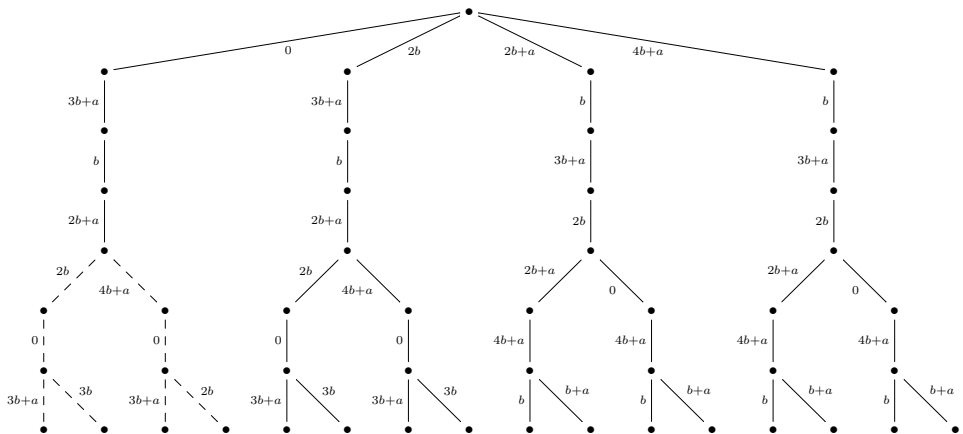 0 2b 2b+a 4b+a
3b+a 3b+a b b
b b 3b+a 3b+a
2b+a 2b+a 2b 2b
2b 2b 2b+a 2b+a
4b+a 4b+a 0 0
0 0 0 0 4b+a 4b+a 4b+a 4b+a
3b 2b 3b 3b b+a b+a b+a b+a
3b+a 3b+a 3b+a 3b+a b b b b